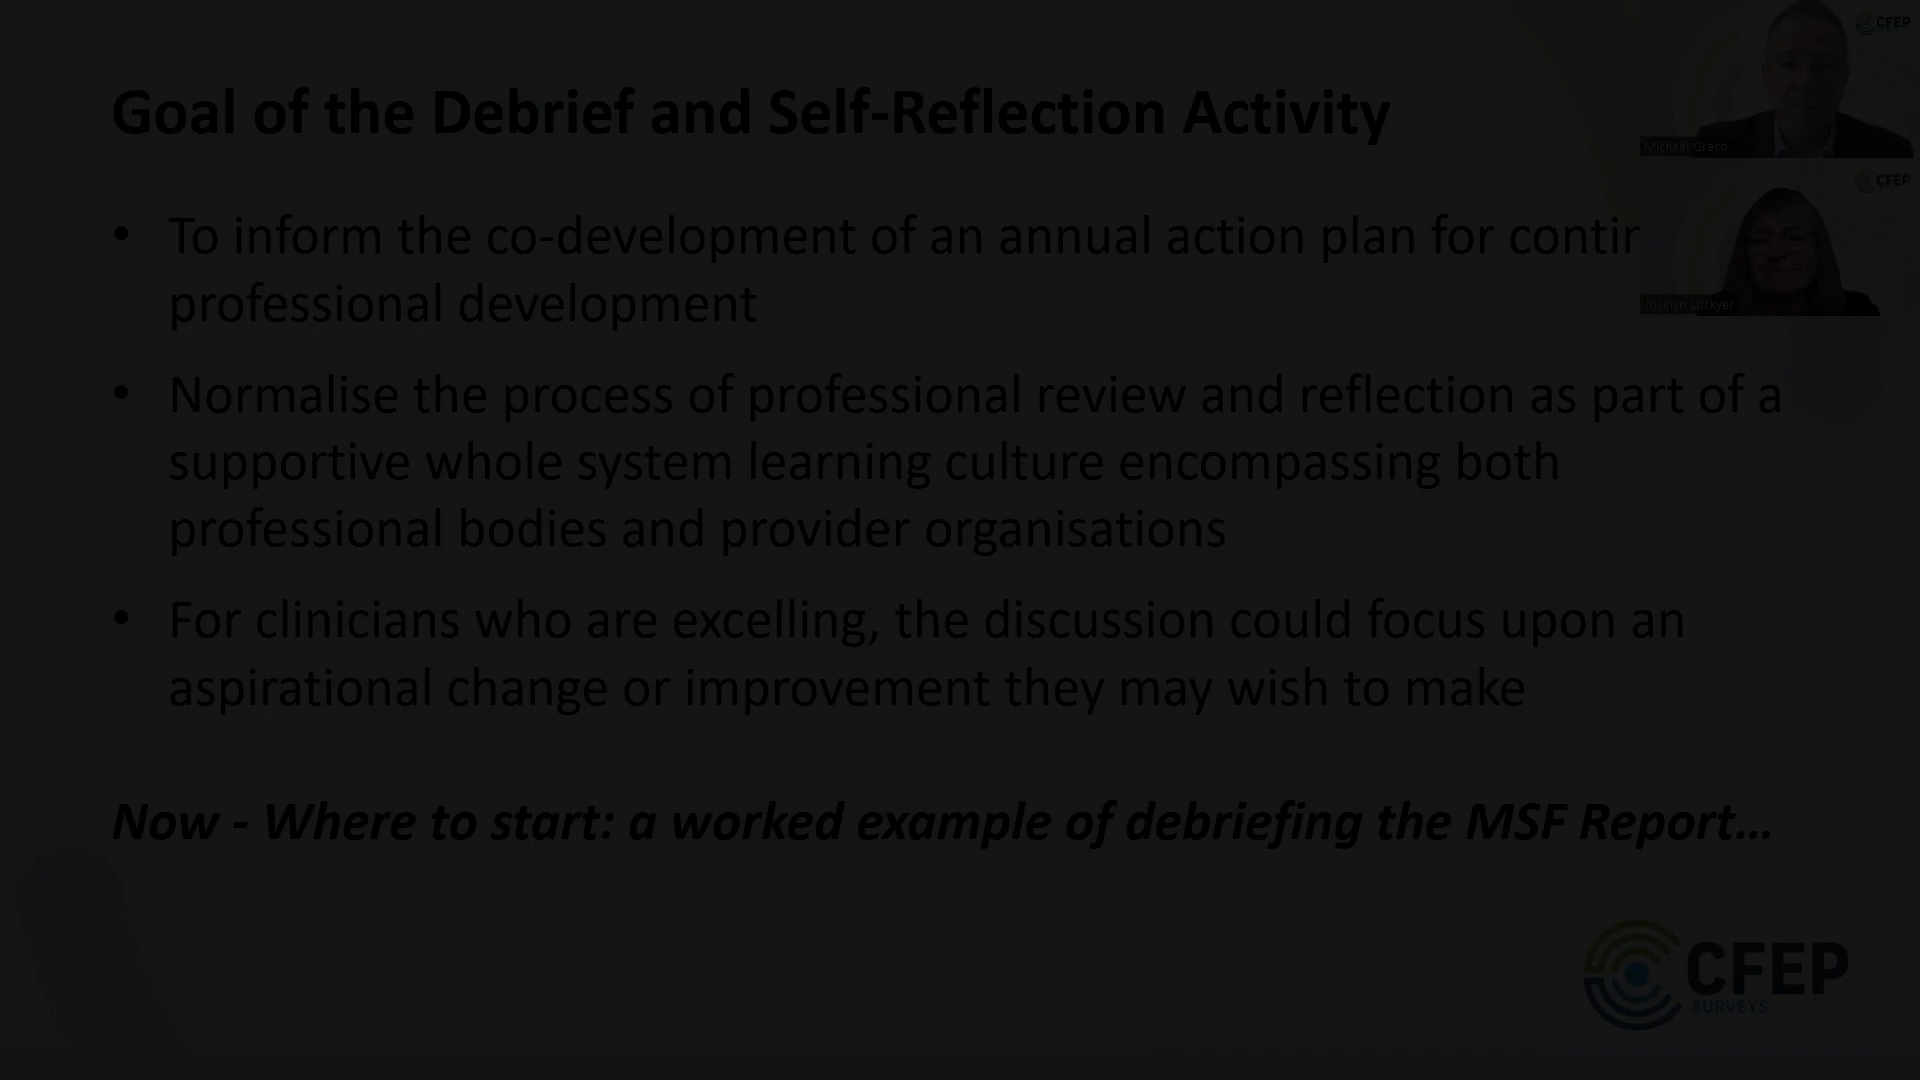 Goal of the Debrief and Self-Reflection Activity
• To inform the co-development of an annual action plan for contin
professional development
• Normalise the process of professional review and reflection as part of a
supportive whole system learning culture encompassing both
professional bodies and provider organisations
• For clinicians who are excelling, the discussion could focus upon an
aspirational change or improvement they may wish to make
Now - Where to start: a worked example of debriefing the MSF Report...
CFEP
Michael Greco
CFEP
Jocelyn Lockyer
CFEP
SURVEYS